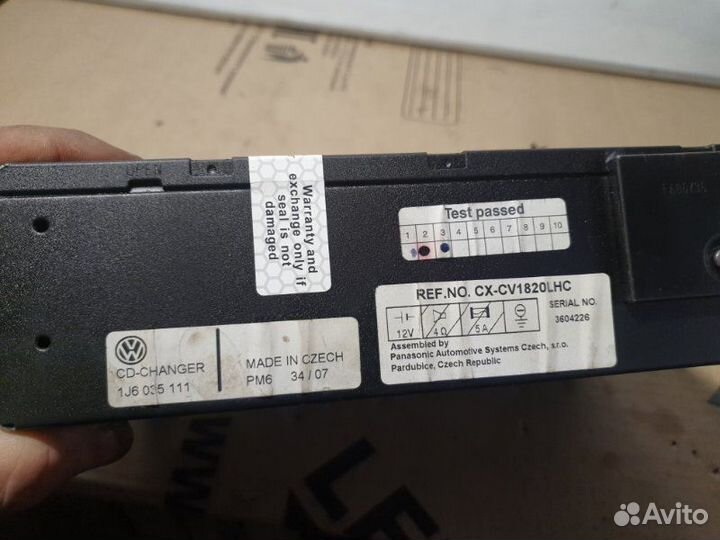 OPEN
Warranty and
exchange only if
seal is not
damaged
Test passed
1 2 3 4 5 6 7 8 9 10
REF.NO. CX-CV1820LHC
12V 4Ω 5A
SERIAL NO.
3604226
Assembled by
Panasonic Automotive Systems Czech, s.r.o.
Pardubice, Czech Republic
CD-CHANGER
1J6 035 111
MADE IN CZECH
PM6 34/07
Avito